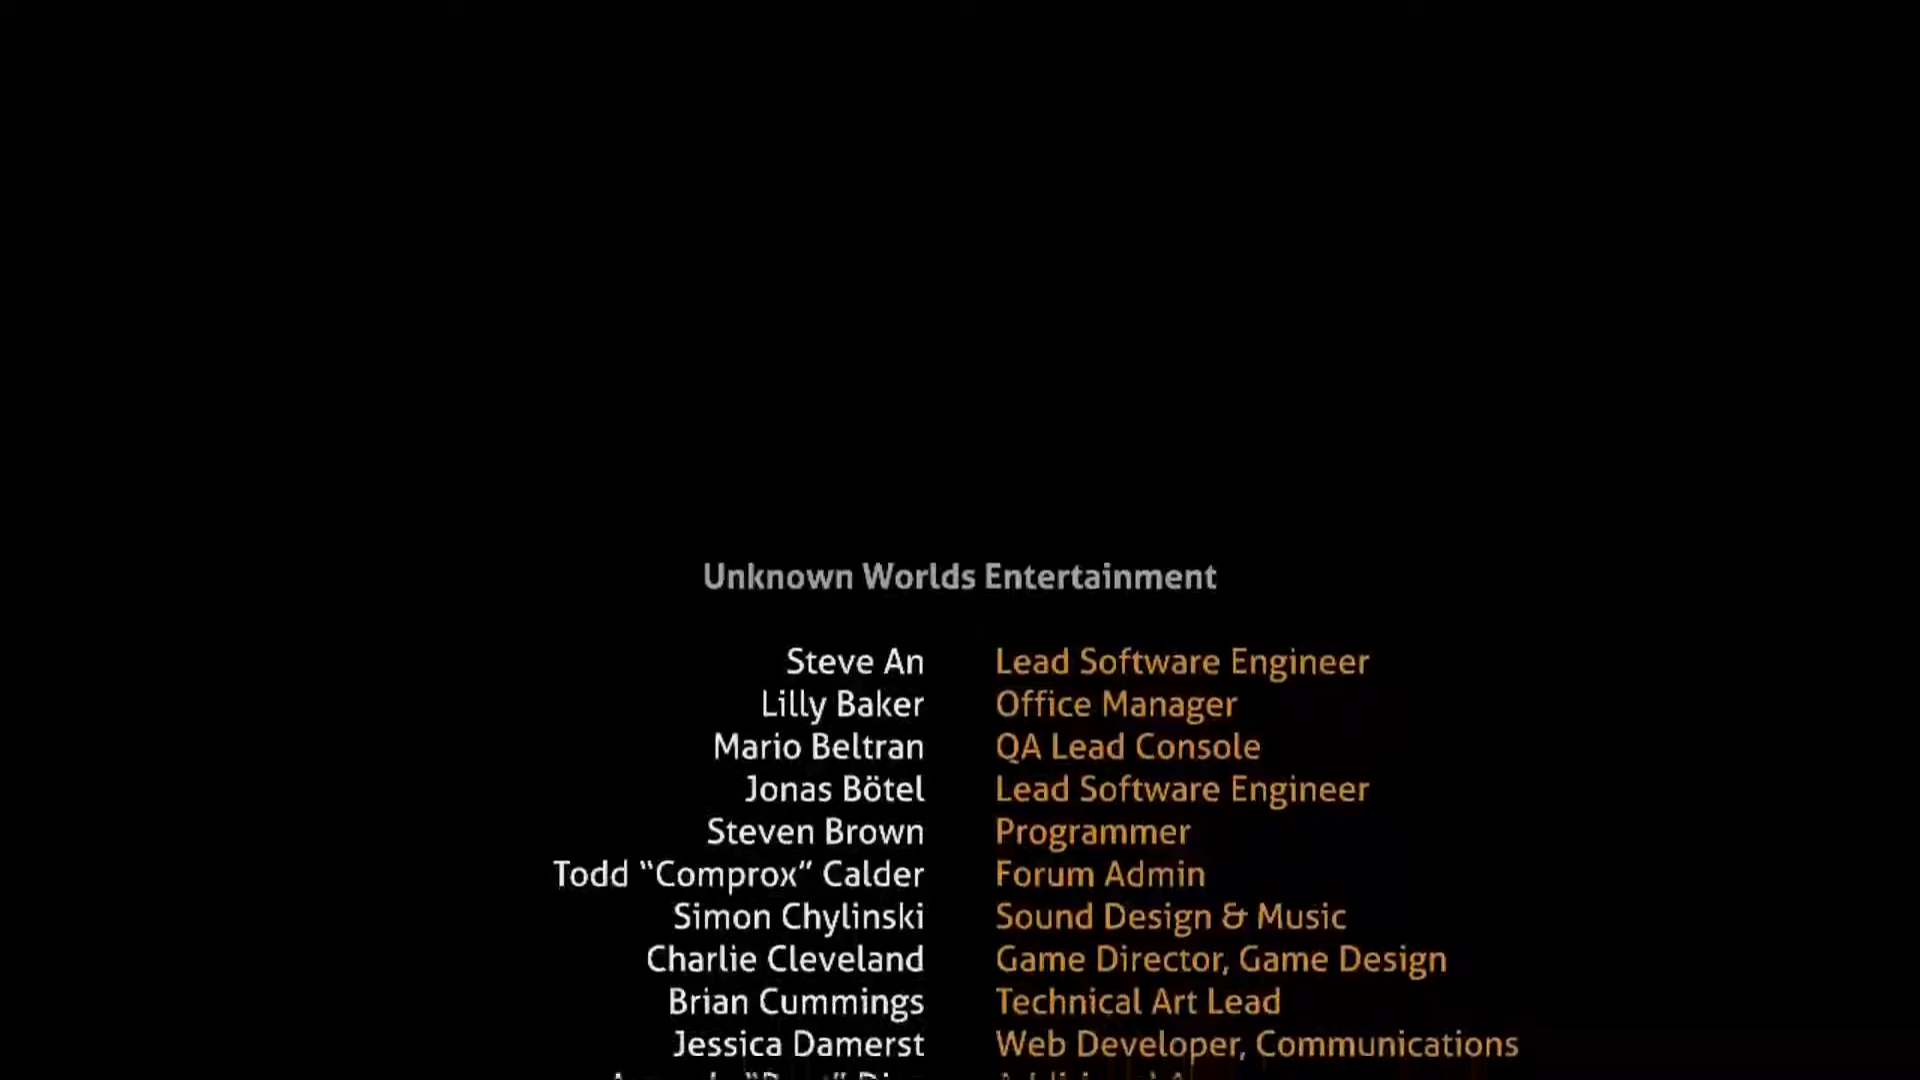 Unknown Worlds Entertainment
Steve An Lead Software Engineer
Lilly Baker Office Manager
Mario Beltran QA Lead Console
Jonas Bötel Lead Software Engineer
Steven Brown Programmer
Todd “Comprox” Calder Forum Admin
Simon Chylinski Sound Design & Music
Charlie Cleveland Game Director, Game Design
Brian Cummings Technical Art Lead
Jessica Damerst Web Developer, Communications